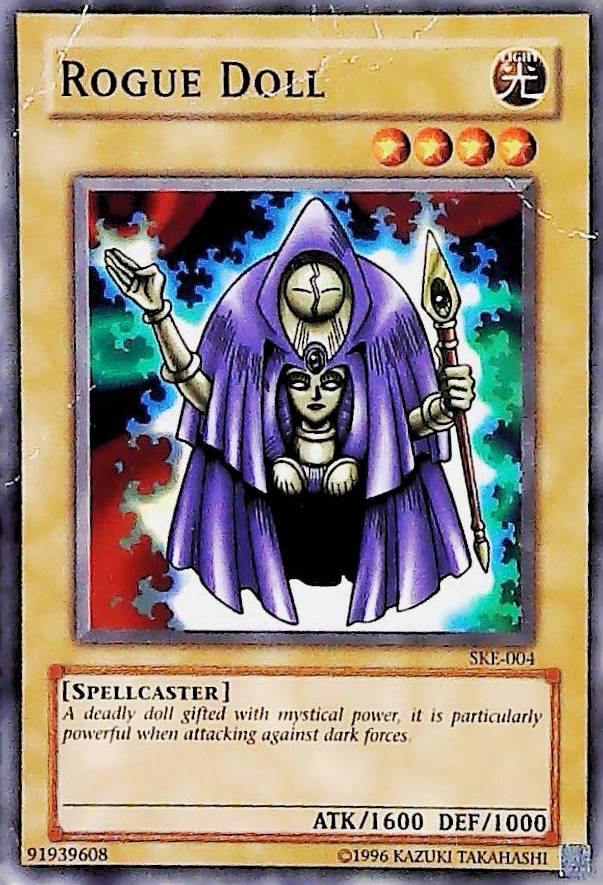 ROGUE DOLL
LIGHT
光
SKE-004
[SPELLCASTER]
A deadly doll gifted with mystical power, it is particularly
powerful when attacking against dark forces.
ATK/1600 DEF/1000
91939608
©1996 KAZUKI TAKAHASHI